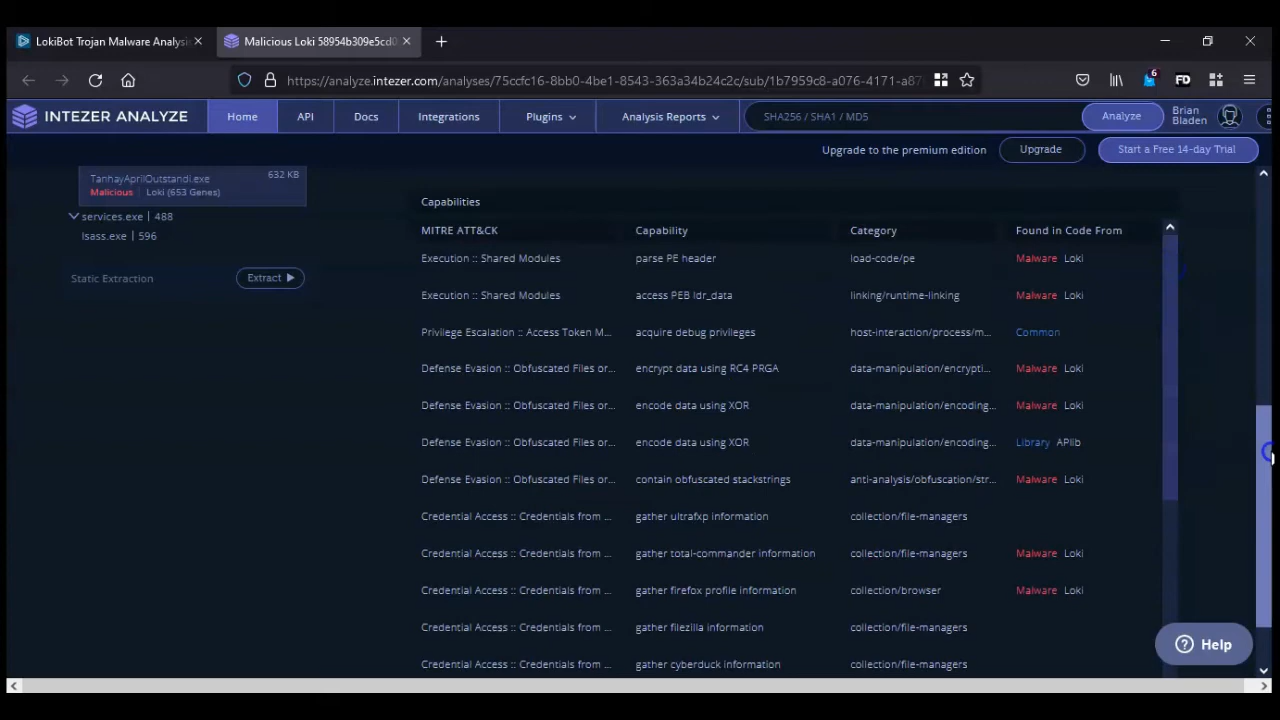 LokiBot Trojan Malware Analysis
Malicious Loki 58954b309e5cd0
https://analyze.intezer.com/analyses/75ccfc16-8bb0-4be1-8543-363a34b24c2c/sub/1b7959c8-a076-4171-a87
6
FD
INTEZER ANALYZE
Home
API
Docs
Integrations
Plugins
Analysis Reports
SHA256 / SHA1 / MD5
Analyze
Brian Bladen
Upgrade to the premium edition
Upgrade
Start a Free 14-day Trial
TanhayAprilOutstandi.exe 632 KB
Malicious | Loki (653 Genes)
services.exe | 488
lsass.exe | 596
Static Extraction Extract
Capabilities
MITRE ATT&CK Capability Category Found in Code From
Execution :: Shared Modules parse PE header load-code/pe Malware Loki
Execution :: Shared Modules access PEB ldr_data linking/runtime-linking Malware Loki
Privilege Escalation :: Access Token M... acquire debug privileges host-interaction/process/m... Common
Defense Evasion :: Obfuscated Files or... encrypt data using RC4 PRGA data-manipulation/encrypti... Malware Loki
Defense Evasion :: Obfuscated Files or... encode data using XOR data-manipulation/encoding... Malware Loki
Defense Evasion :: Obfuscated Files or... encode data using XOR data-manipulation/encoding... Library APlib
Defense Evasion :: Obfuscated Files or... contain obfuscated stackstrings anti-analysis/obfuscation/str... Malware Loki
Credential Access :: Credentials from ... gather ultrafxp information collection/file-managers
Credential Access :: Credentials from ... gather total-commander information collection/file-managers Malware Loki
Credential Access :: Credentials from ... gather firefox profile information collection/browser Malware Loki
Credential Access :: Credentials from ... gather filezilla information collection/file-managers
Credential Access :: Credentials from ... gather cyberduck information collection/file-managers
Help